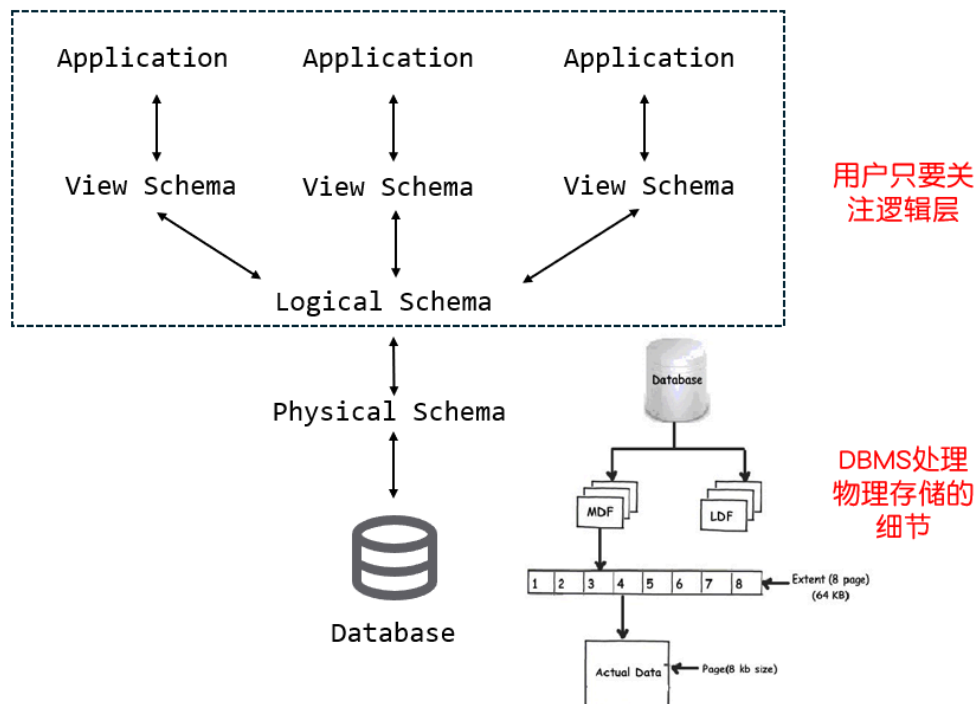 Application Application Application
View Schema View Schema View Schema
用户只要关
注逻辑层
Logical Schema
Physical Schema
Database
MDF LDF
DBMS处理
物理存储的
细节
1 2 3 4 5 6 7 8
Extent (8 page)
(64 KB)
Database
Actual Data
Page(8 kb size)